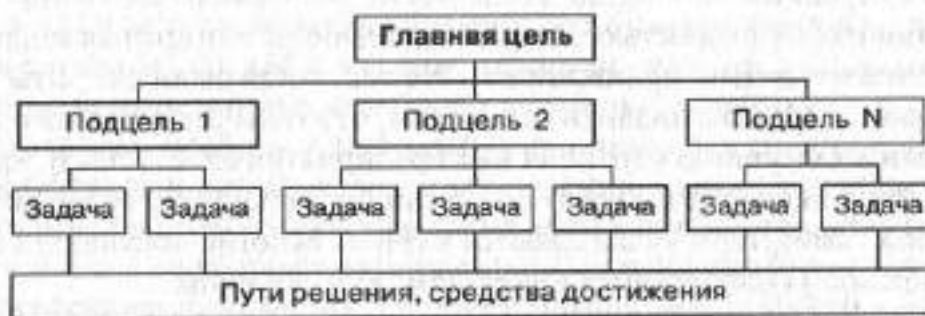 Главная цель
Подцель 1 Подцель 2 Подцель N
Задача Задача Задача Задача Задача Задача Задача
Пути решения, средства достижения